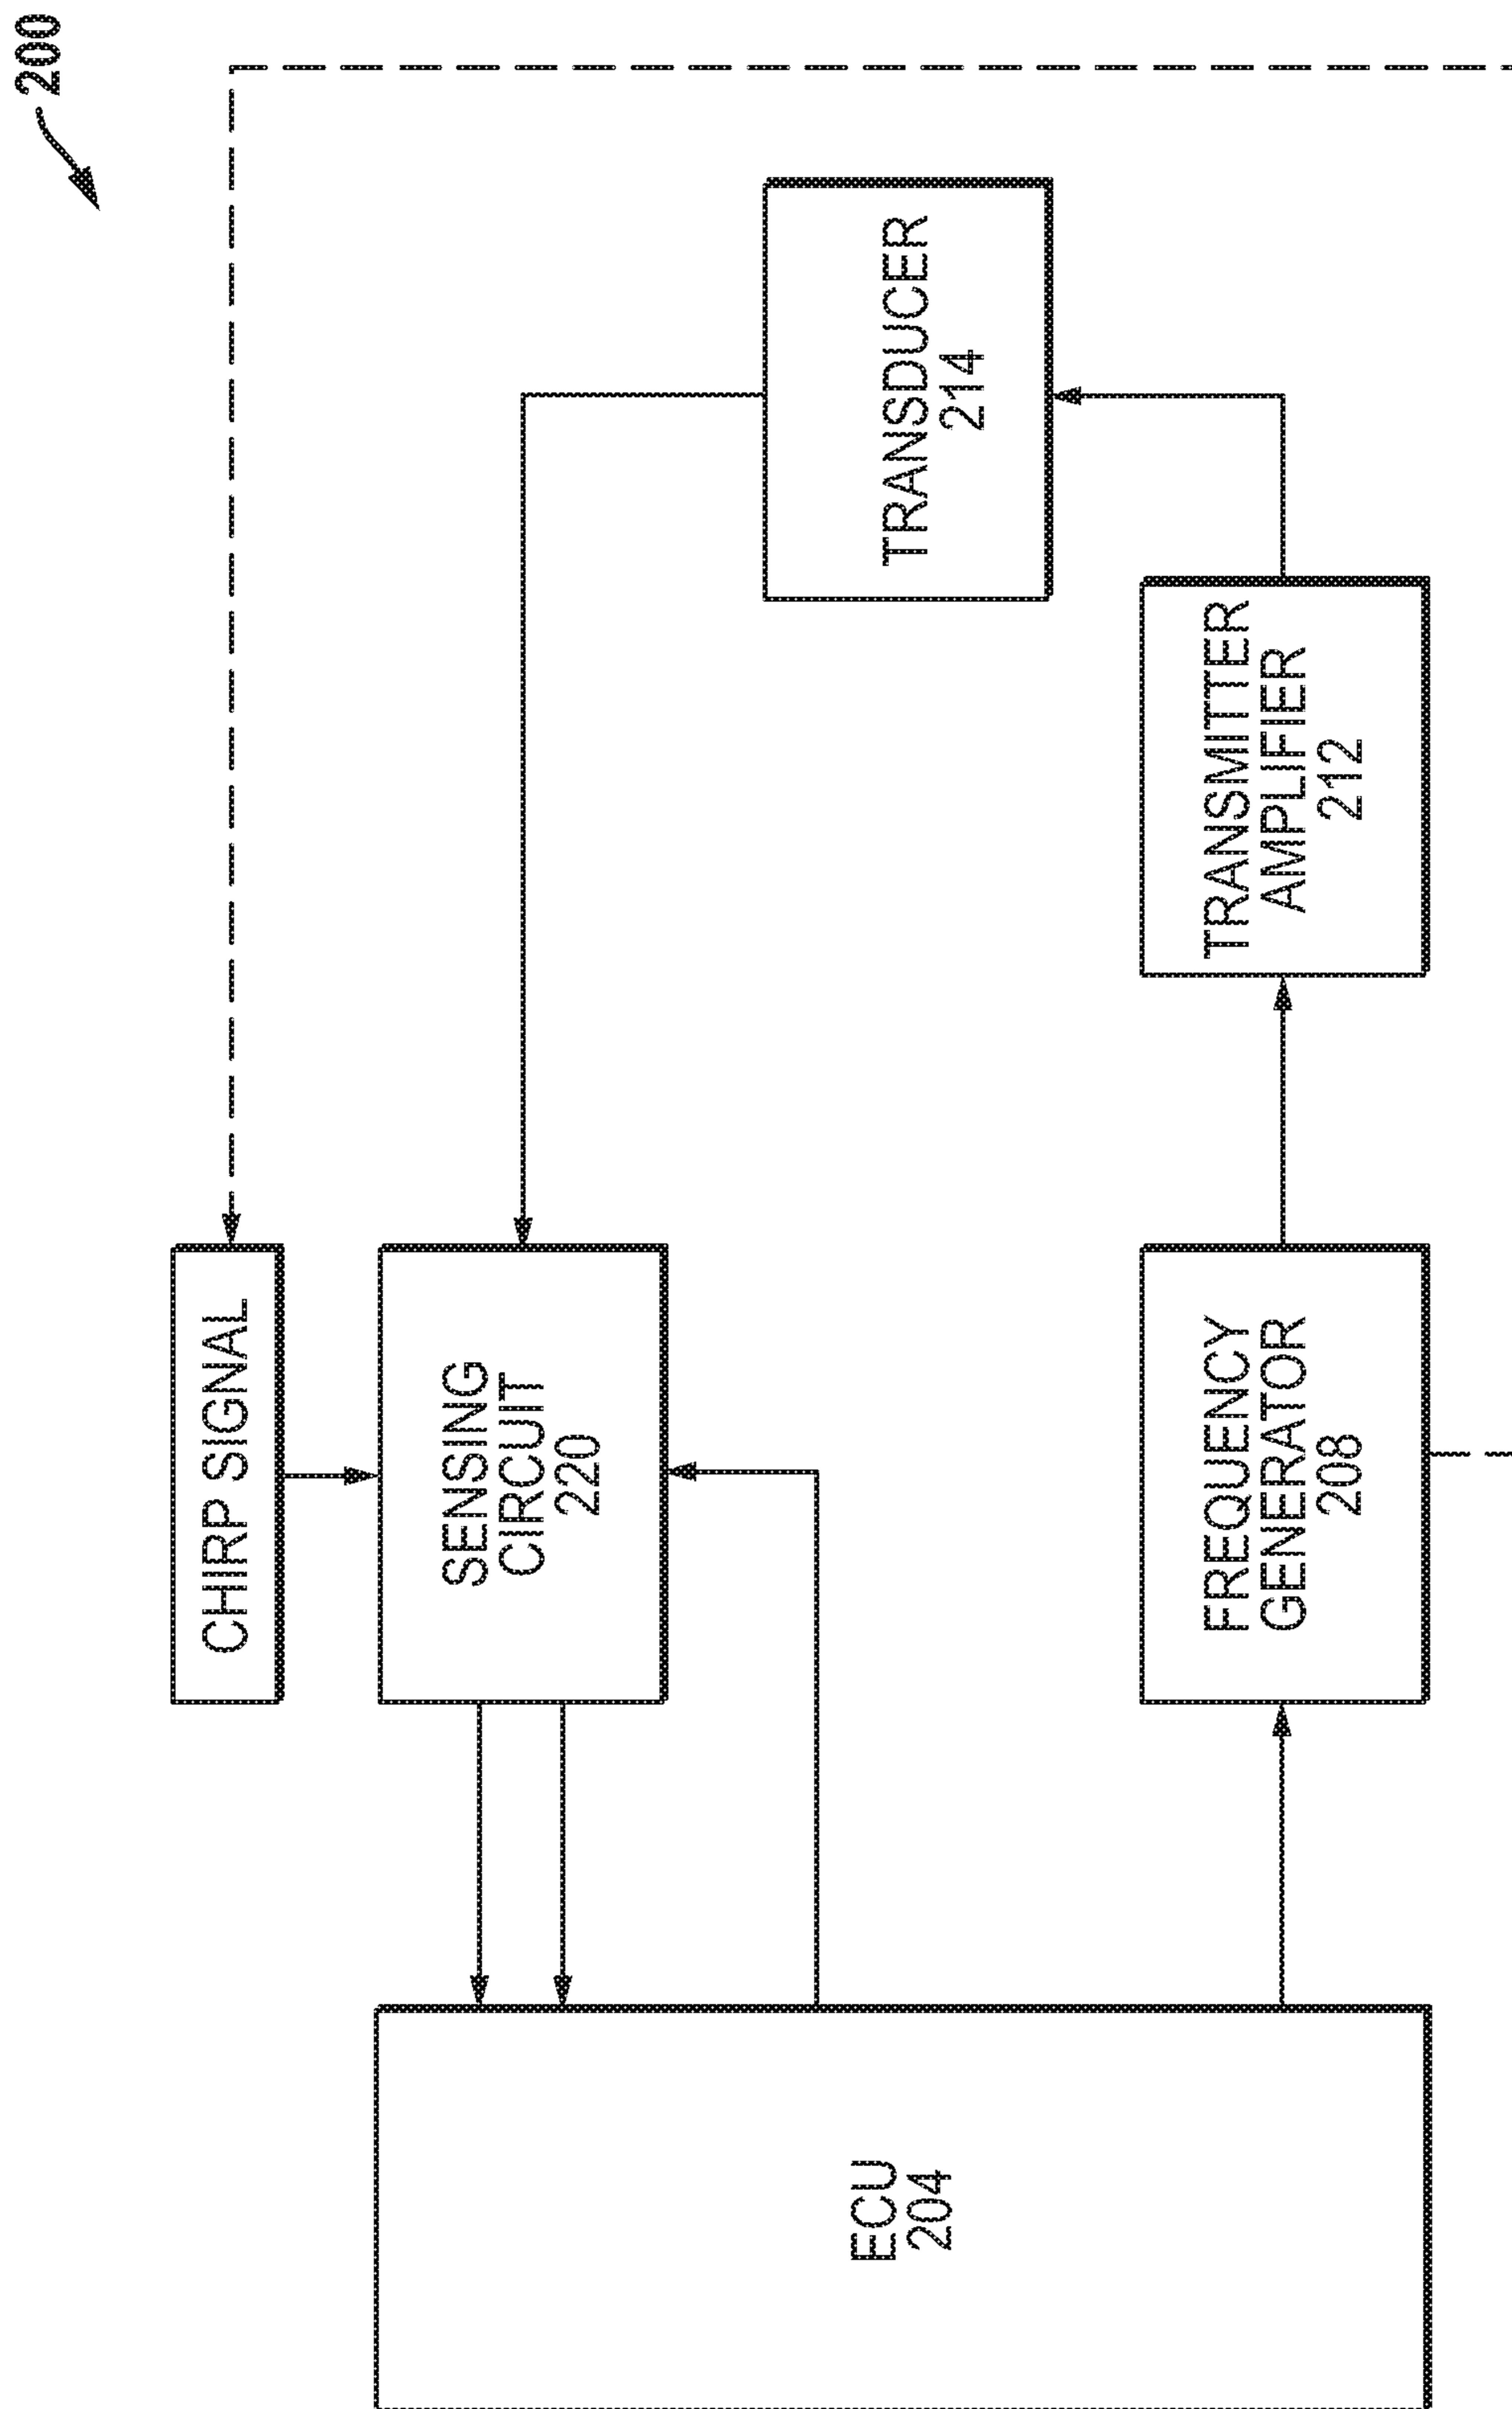 200
CHIRP SIGNAL
SENSING
CIRCUIT
220
TRANSDUCER
214
ECU
204
FREQUENCY
GENERATOR
208
TRANSMITTER
AMPLIFIER
212